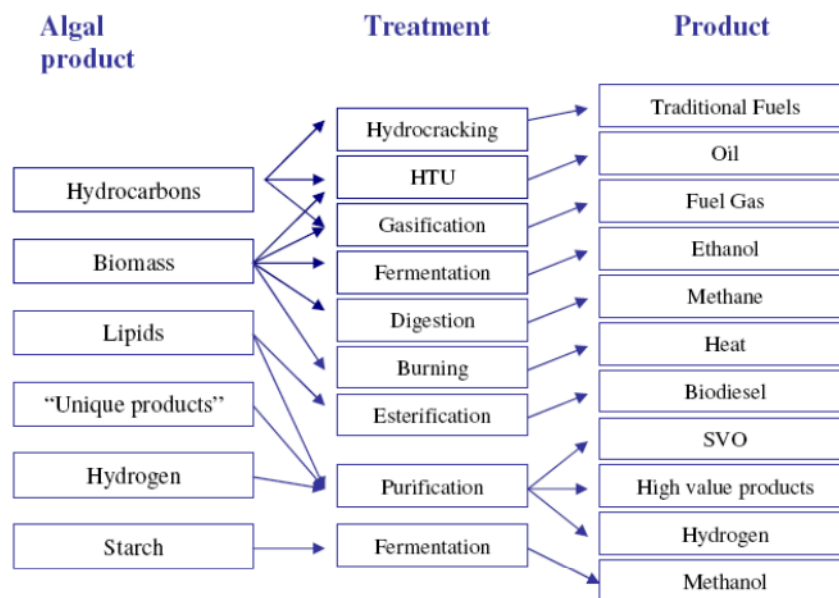 Algal
product
Treatment
Product
Hydrocarbons
Biomass
Lipids
“Unique products”
Hydrogen
Starch
Hydrocracking
HTU
Gasification
Fermentation
Digestion
Burning
Esterification
Purification
Fermentation
Traditional Fuels
Oil
Fuel Gas
Ethanol
Methane
Heat
Biodiesel
SVO
High value products
Hydrogen
Methanol